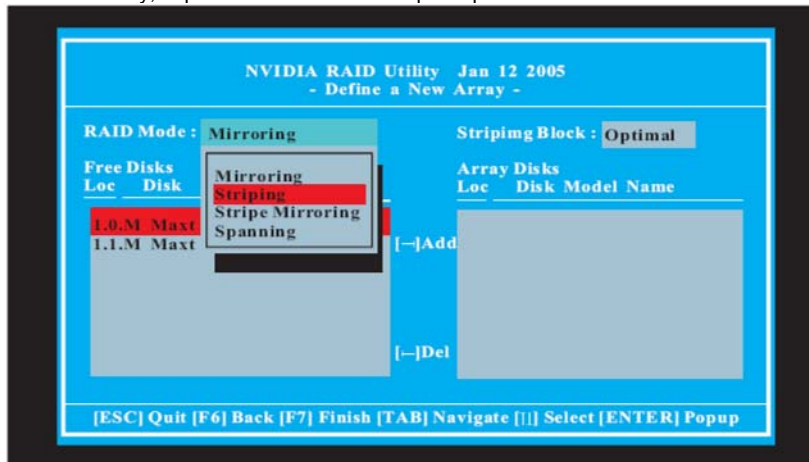 NVIDIA RAID Utility Jan 12 2005
- Define a New Array -
RAID Mode : Mirroring
Stripimg Block : Optimal
Mirroring
Striping
Stripe Mirroring
Spanning
Free Disks
Loc Disk
1.0.M Maxt
1.1.M Maxt
Array Disks
Loc Disk Model Name
[→]Add
[←]Del
[ESC] Quit [F6] Back [F7] Finish [TAB] Navigate [↑↓] Select [ENTER] Popup